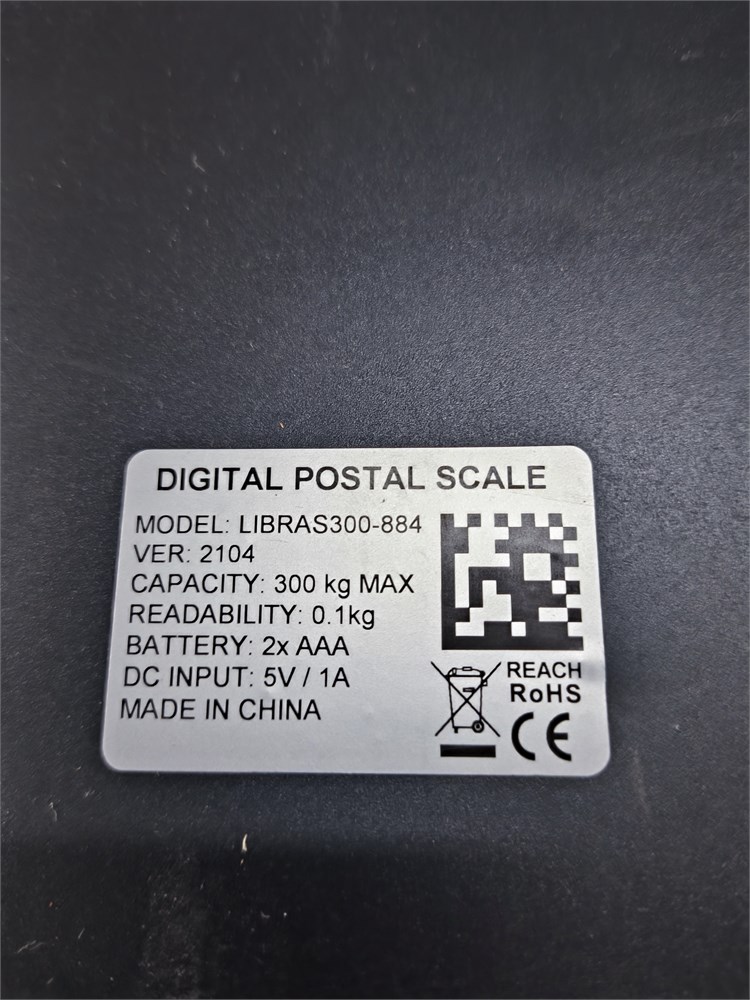 DIGITAL POSTAL SCALE
MODEL: LIBRAS300-884
VER: 2104
CAPACITY: 300 kg MAX
READABILITY: 0.1kg
BATTERY: 2x AAA
DC INPUT: 5V / 1A
MADE IN CHINA
REACH
RoHS
CE